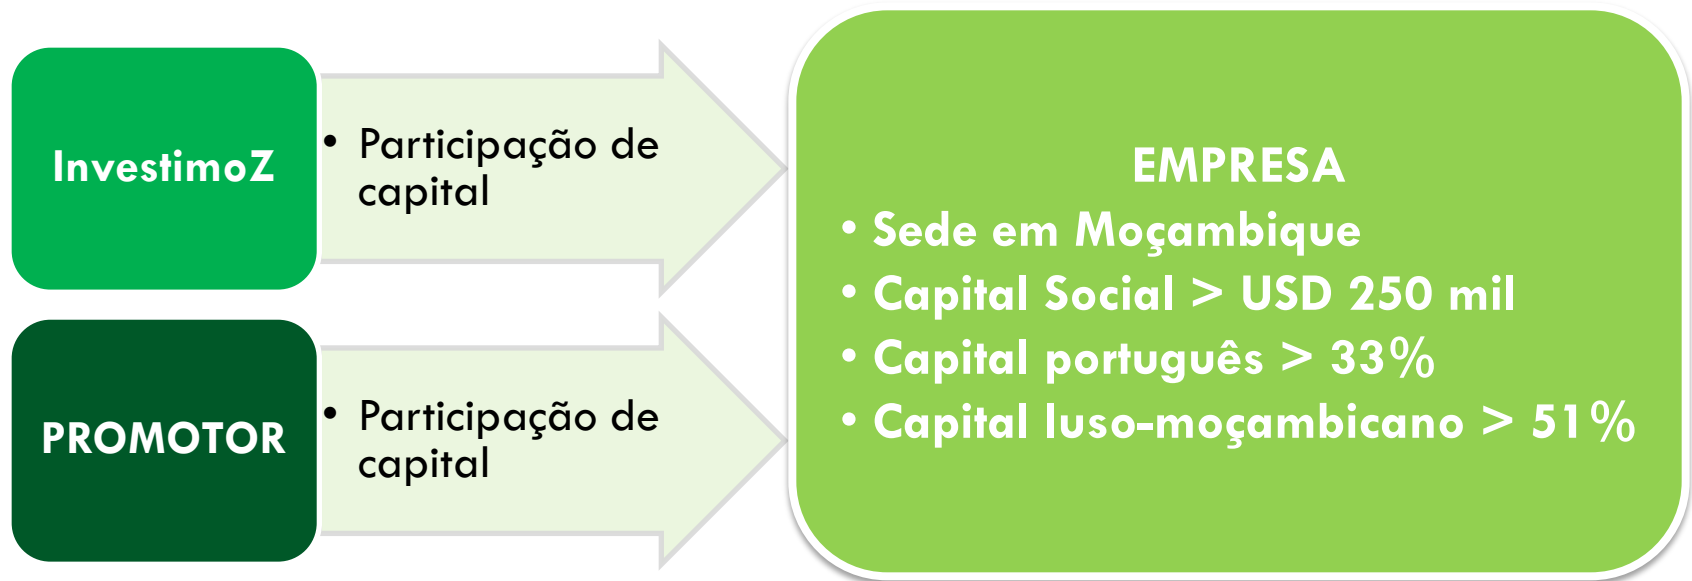 InvestimoZ
• Participação de
capital
PROMOTOR
• Participação de
capital
EMPRESA
• Sede em Moçambique
• Capital Social > USD 250 mil
• Capital português > 33%
• Capital luso-moçambicano > 51%